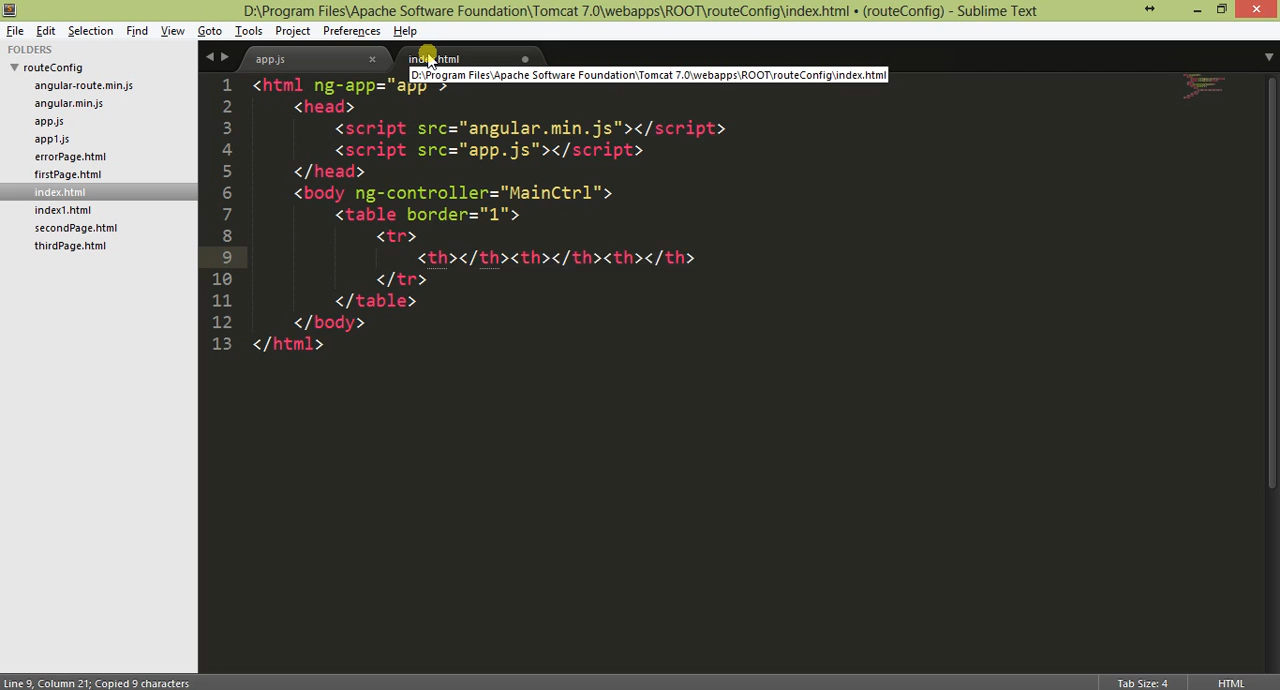 D:\Program Files\Apache Software Foundation\Tomcat 7.0\webapps\ROOT\routeConfig\index.html • (routeConfig) - Sublime Text
File Edit Selection Find View Goto Tools Project Preferences Help
FOLDERS
routeConfig
angular-route.min.js
angular.min.js
app.js
app1.js
errorPage.html
firstPage.html
index.html
index1.html
secondPage.html
thirdPage.html
app.js × index.html
D:\Program Files\Apache Software Foundation\Tomcat 7.0\webapps\ROOT\routeConfig\index.html
1 <html ng-app="app">
2 <head>
3 <script src="angular.min.js"></script>
4 <script src="app.js"></script>
5 </head>
6 <body ng-controller="MainCtrl">
7 <table border="1">
8 <tr>
9 <th></th><th></th><th></th>
10 </tr>
11 </table>
12 </body>
13 </html>
Line 9, Column 21; Copied 9 characters Tab Size: 4 HTML